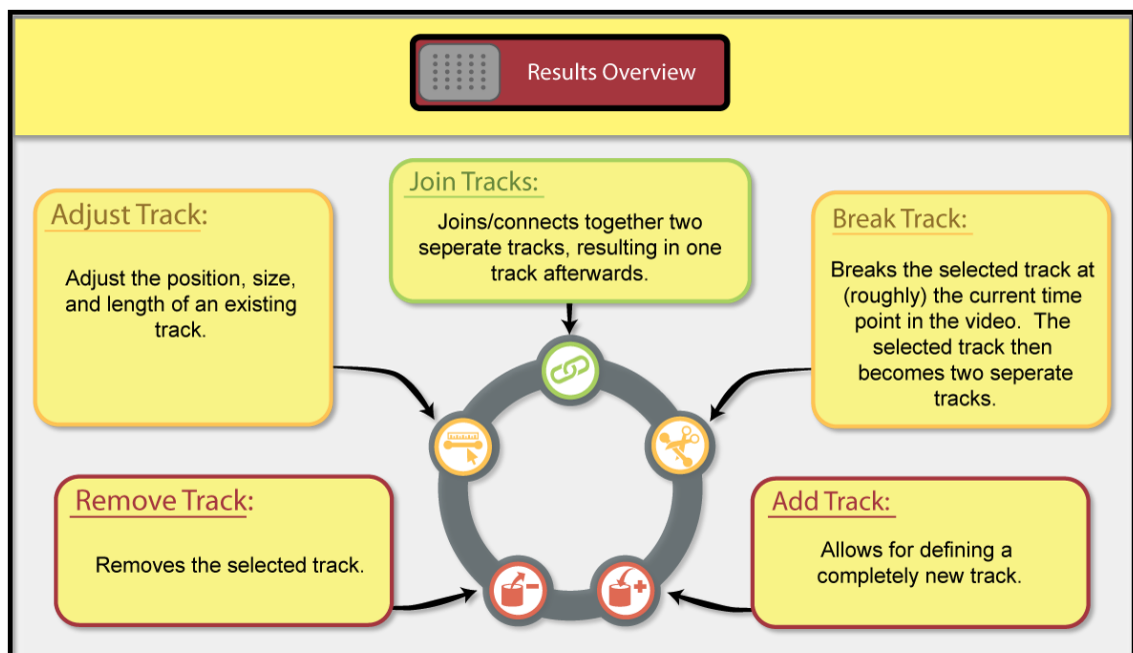 Results Overview
Join Tracks:
Joins/connects together two
seperate tracks, resulting in one
track afterwards.
Adjust Track:
Adjust the position, size,
and length of an existing
track.
Break Track:
Breaks the selected track at
(roughly) the current time
point in the video.  The
selected track then
becomes two seperate
tracks.
Remove Track:
Removes the selected track.
Add Track:
Allows for defining a
completely new track.